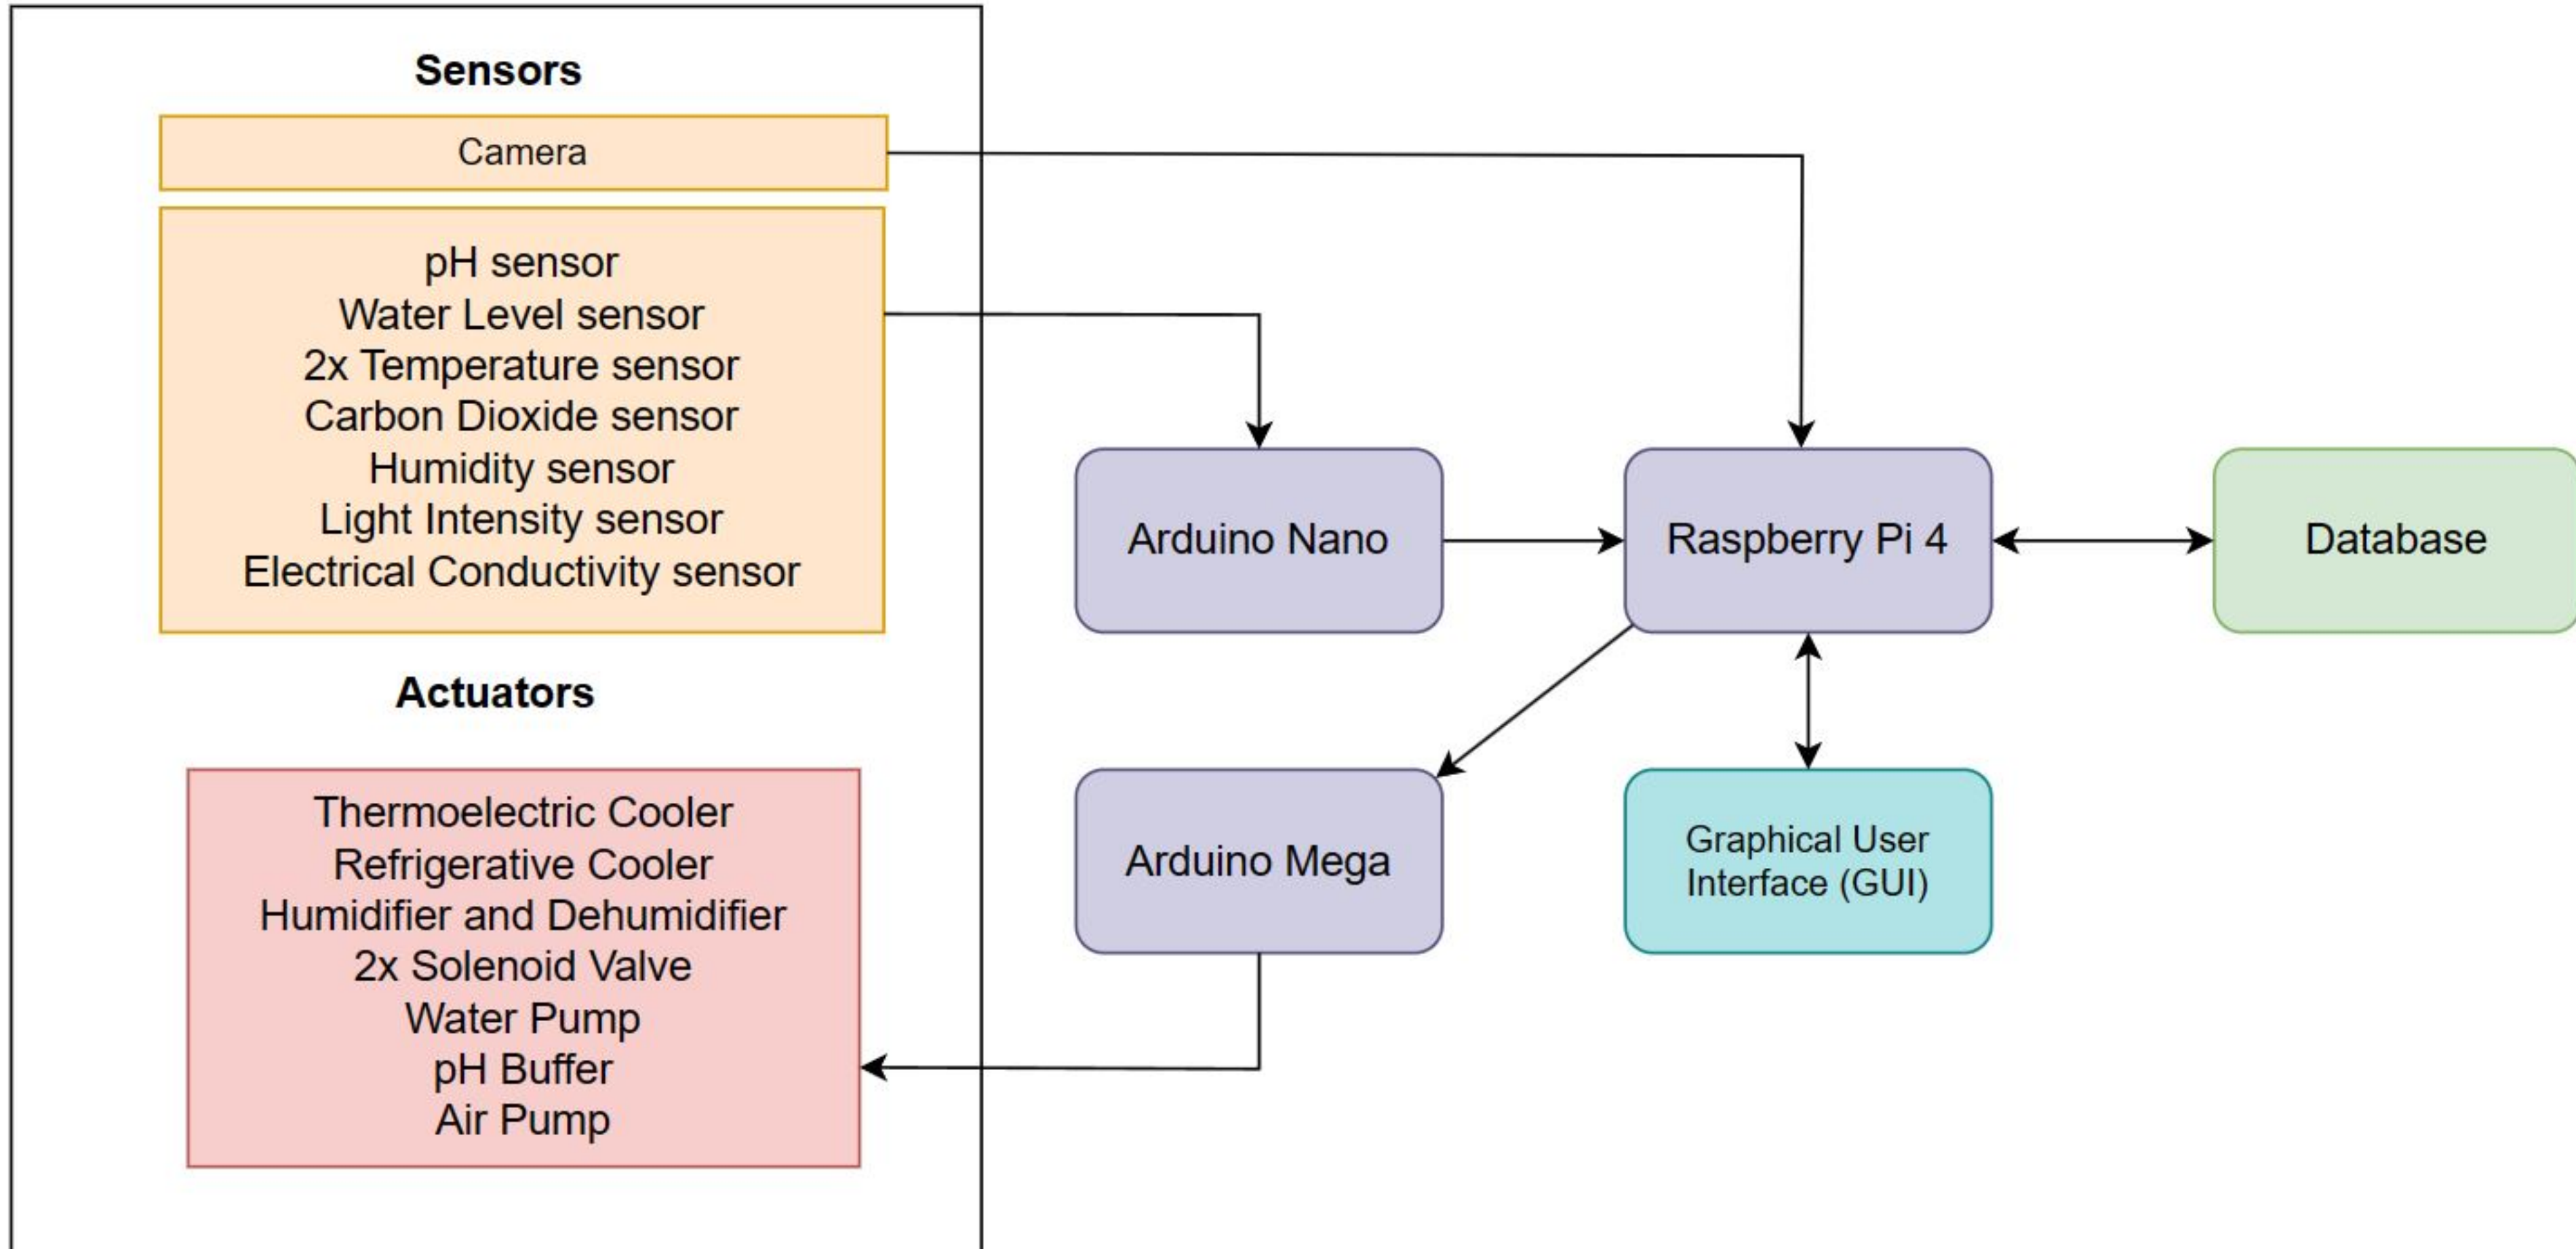 Sensors
Camera
pH sensor
Water Level sensor
2x Temperature sensor
Carbon Dioxide sensor
Humidity sensor
Light Intensity sensor
Electrical Conductivity sensor
Actuators
Thermoelectric Cooler
Refrigerative Cooler
Humidifier and Dehumidifier
2x Solenoid Valve
Water Pump
pH Buffer
Air Pump
Arduino Nano
Raspberry Pi 4
Database
Arduino Mega
Graphical User
Interface (GUI)